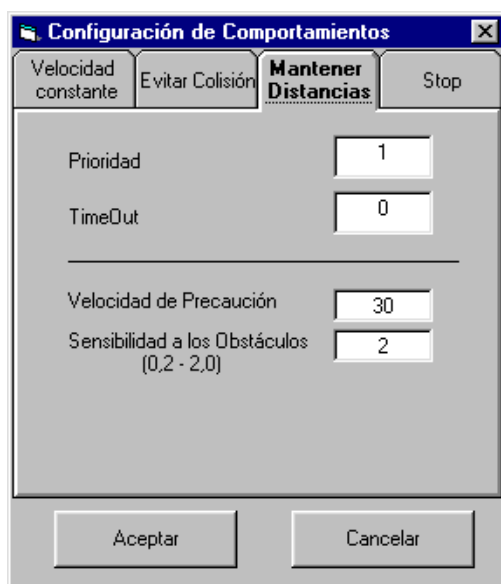 Configuración de Comportamientos
Velocidad
constante
Evitar Colisión
Mantener
Distancias
Stop
Prioridad
1
TimeOut
0
Velocidad de Precaución
30
Sensibilidad a los Obstáculos
2
(0,2 - 2,0)
Aceptar
Cancelar